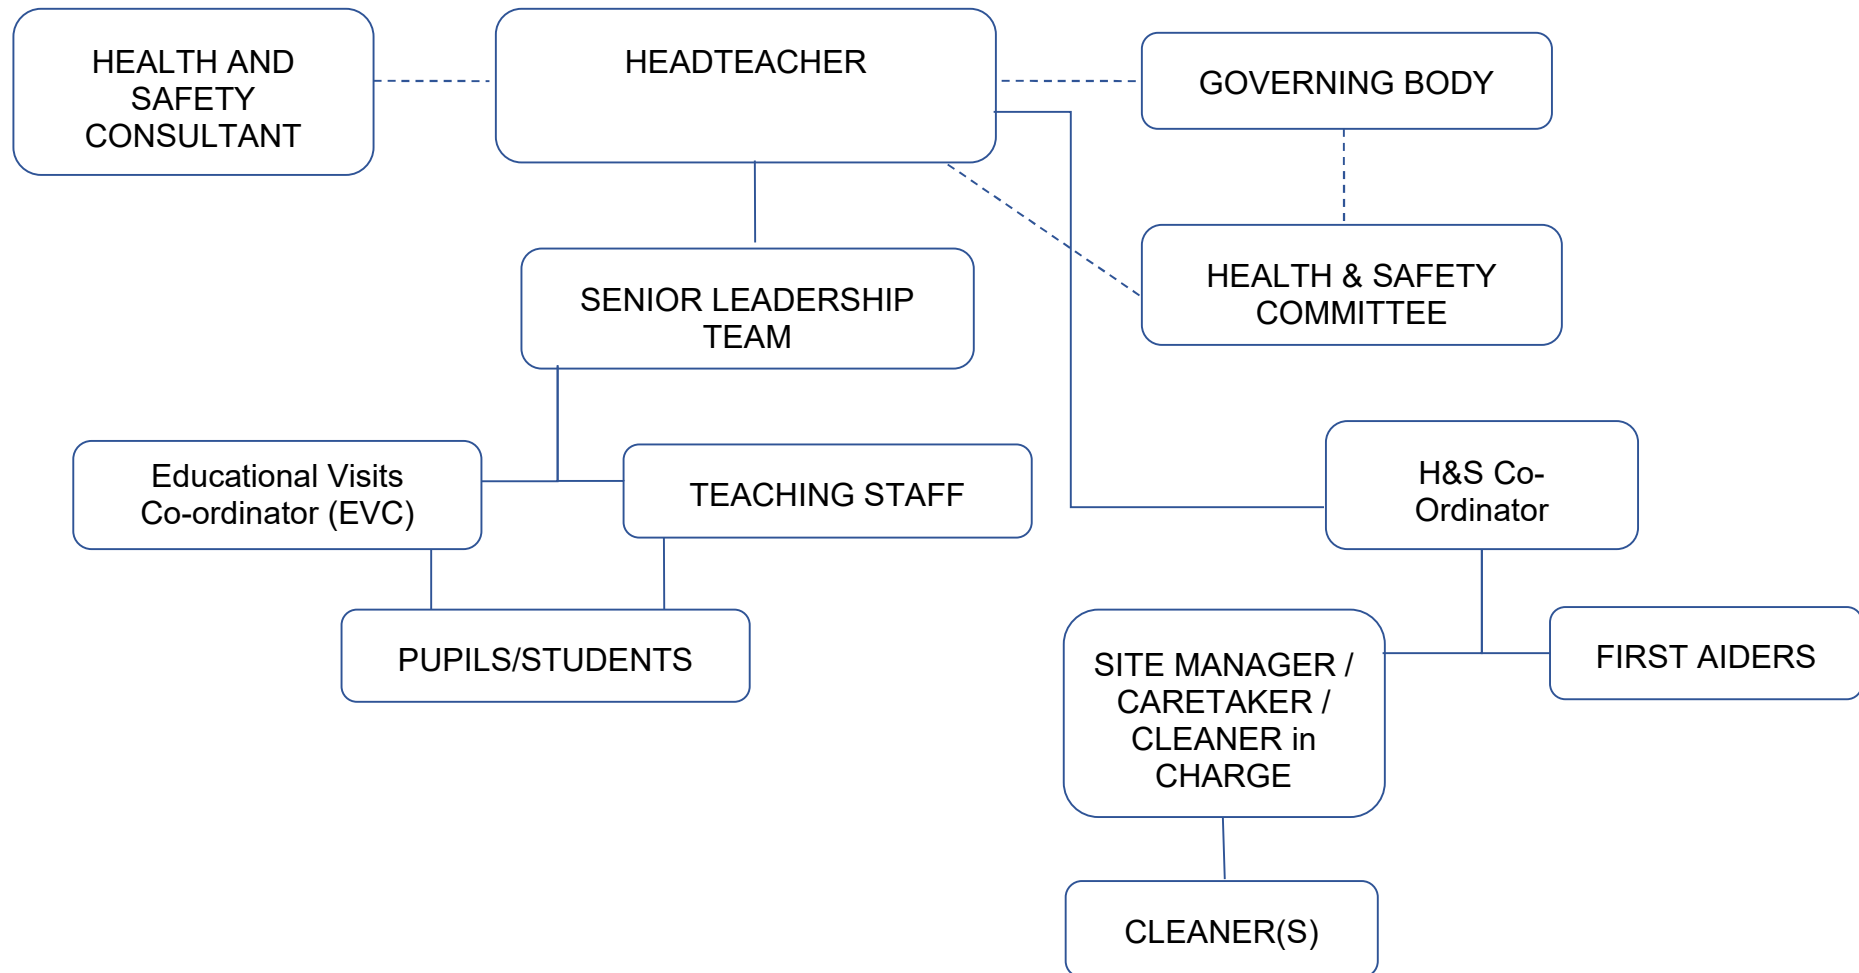 HEALTH AND
SAFETY
CONSULTANT
HEADTEACHER
GOVERNING BODY
SENIOR LEADERSHIP
TEAM
HEALTH & SAFETY
COMMITTEE
Educational Visits
Co-ordinator (EVC)
TEACHING STAFF
H&S Co-
Ordinator
PUPILS/STUDENTS
SITE MANAGER /
CARETAKER /
CLEANER in
CHARGE
FIRST AIDERS
CLEANER(S)